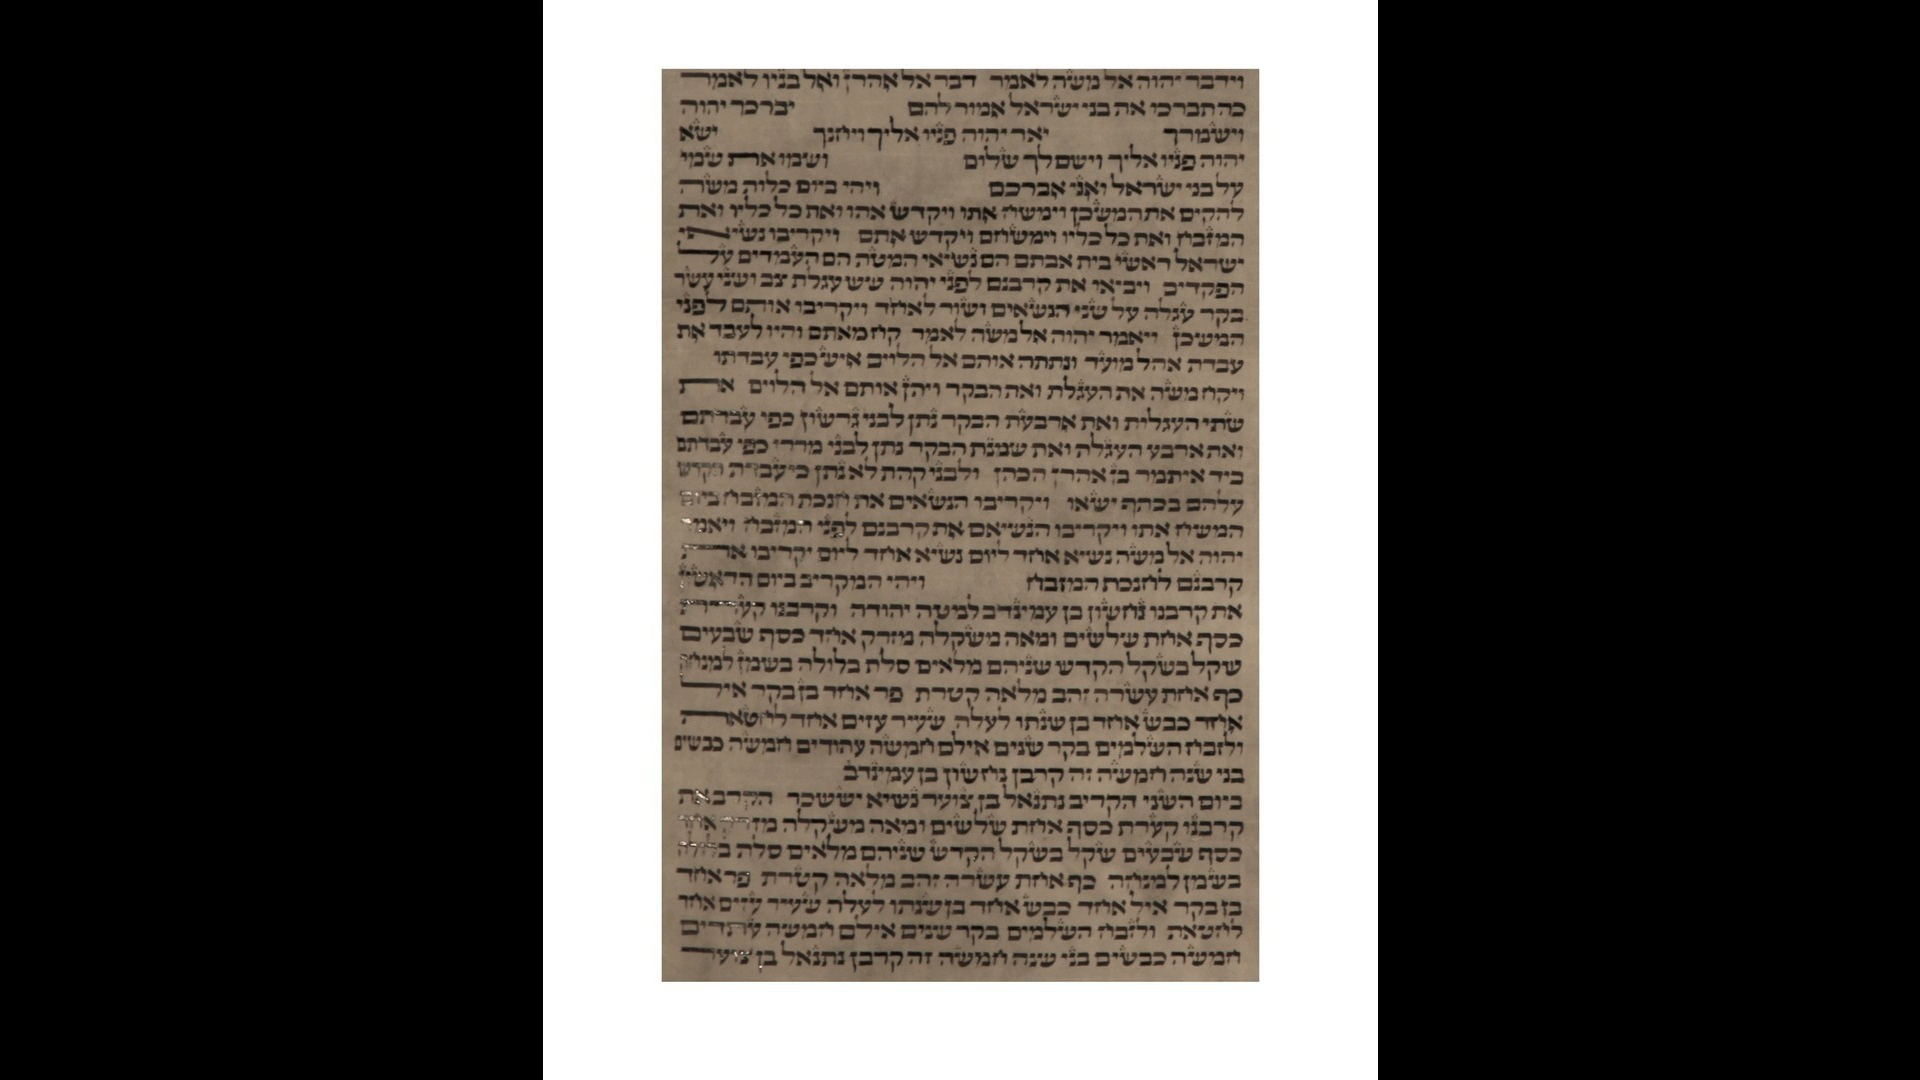 וידבר יהוה אל משה לאמר דבר אל אהרן ואל בניו לאמר
כה תברכו את בני ישראל אמור להם יברכך יהוה
וישמרך יאר יהוה פניו אליך ויחנך ישא
יהוה פניו אליך וישם לך שלום ושמו את שמי
על בני ישראל ואני אברכם ויהי ביום כלות משה
להקים את המשכן וימשח אתו ויקדש אתו ואת כל כליו ואת
המזבח ואת כל כליו וימשחם ויקדש אתם ויקריבו נשיאי
ישראל ראשי בית אבתם הם נשיאי המטה הם העמדים על
הפקדים ויביאו את קרבנם לפני יהוה שש עגלת צב ושני עשר
בקר עגלה על שני הנשאים ושור לאחד ויקריבו אותם לפני
המשכן ויאמר יהוה אל משה לאמר קח מאתם והיו לעבד את
עבדת אהל מועד ונתתה אותם אל הלוים איש כפי עבדתו
ויקח משה את העגלת ואת הבקר ויתן אותם אל הלוים את
שתי העגלות ואת ארבעת הבקר נתן לבני גרשון כפי עבדתם
ואת ארבע העגלה ואת שמנת הבקר נתן לבני מררי כפי עבדתם
ביד איתמר בן אהרן הכהן ולבני קהת לא נתן כי עבדת הקדש
עלהם בכתף ישאו ויקריבו הנשאים את חנכת המזבח ביום
המשח אתו ויקריבו הנשיאם את קרבנם לפני המזבח ויאמר
יהוה אל משה נשיא אחד ליום נשיא אחד ליום יקריבו את
קרבנם לחנכת המזבח ויהי המקריב ביום הראשון
את קרבנו נחשון בן עמינדב למטה יהודה וקרבנו קערת
כסף אחת שלשים ומאה משקלה מזרק אחד כסף שבעים
שקל בשקל הקדש שניהם מלאים סלת בלולה בשמן למנחה
כף אחת עשרה זהב מלאה קטרת פר אחד בן בקר איל
אחד כבש אחד בן שנתו לעלה שעיר עזים אחד לחטאת
ולזבח השלמים בקר שנים אילם חמשה עתודים חמשה כבשים
בני שנה חמשה זה קרבן נחשון בן עמינדב
ביום השני הקריב נתנאל בן צוער נשיא יששכר הקרב את
קרבנו קערת כסף אחת שלשים ומאה משקלה מזרק אחד
כסף שבעים שקל בשקל הקדש שניהם מלאים סלת בלולה
בשמן למנחה כף אחת עשרה זהב מלאה קטרת פר אחד
בן בקר איל אחד כבש אחד בן שנתו לעלה שעיר עזים אחד
לחטאת ולזבח השלמים בקר שנים אילם חמשה עתדים
חמשה כבשים בני שנה חמשה זה קרבן נתנאל בן צוער